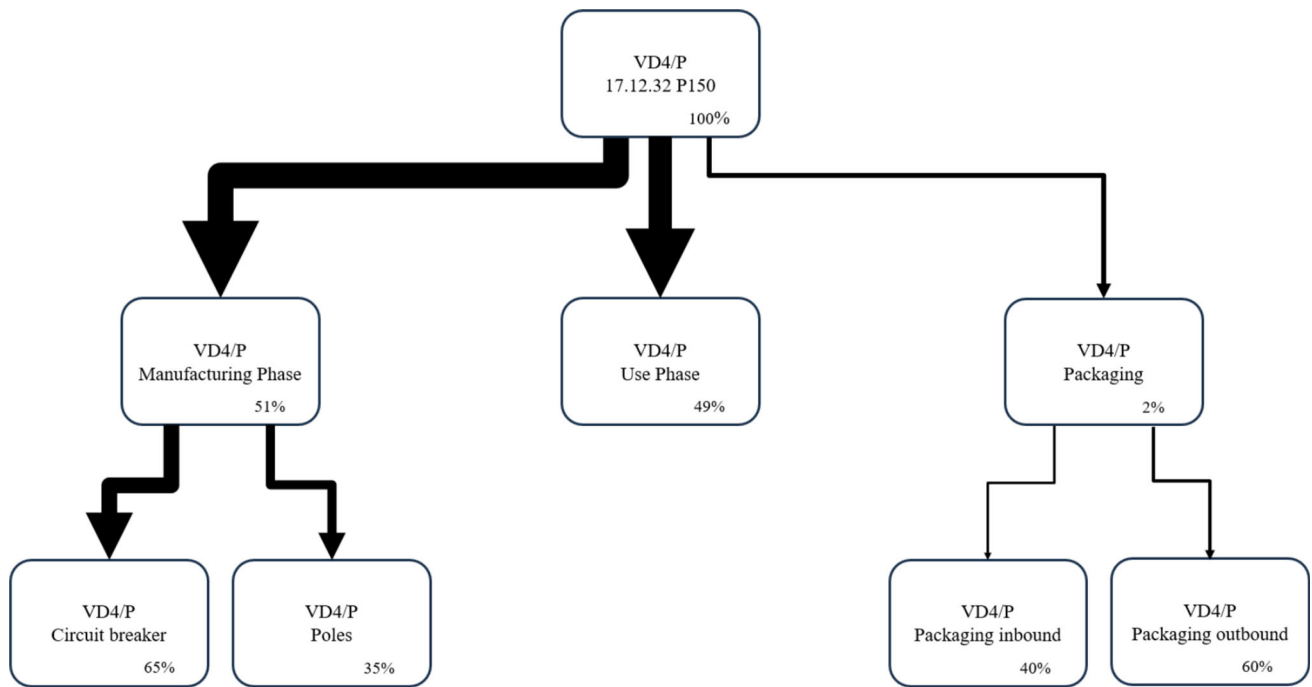 VD4/P
17.12.32 P150
100%
VD4/P
Manufacturing Phase
51%
VD4/P
Use Phase
49%
VD4/P
Packaging
2%
VD4/P
Circuit breaker
65%
VD4/P
Poles
35%
VD4/P
Packaging inbound
40%
VD4/P
Packaging outbound
60%